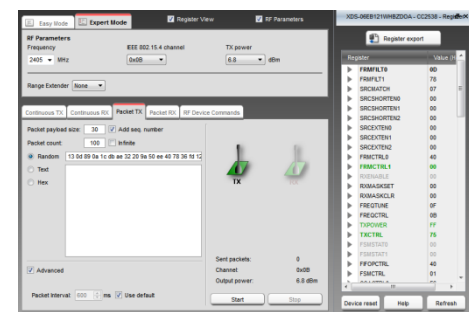 Easy Mode
Expert Mode
Register View
RF Parameters
XDS-06EB121WHBZDDA - CC2538 - Register
RF Parameters
Frequency
IEEE 802.15.4 channel
TX power
2405 MHz
0x0B
6.8 dBm
Range Extender None
Register export
Register
Value
FRMFILT0 0D
FRMFILT1 78
SRCMATCH 07
SRCSHORTEN0 00
SRCSHORTEN1 00
SRCSHORTEN2 00
SRCEXTEN0 00
SRCEXTEN1 00
SRCEXTEN2 00
FRMCTRL0 40
FRMCTRL1 00
RXENABLE 00
RXMASKSET 00
RXMASKCLR 00
FREQTUNE 0F
FREQCTRL 0B
TXPOWER FF
TXCTRL 75
FSMSTAT0 00
FSMSTAT1 00
FIFOPCTRL 40
FSMCTRL 01
Continuous TX
Continuous RX
Packet TX
Packet RX
RF Device Commands
Packet payload size: 30 Add seq. number
Packet count: 100 Infinite
Random 13 0d 89 0a 1c db ae 32 20 9a 50 ee 40 78 36 fd 12
Text
Hex
TX
Sent packets: 0
Channel: 0x0B
Output power: 6.8 dBm
Advanced
Packet Interval: 600 ms Use default
Start
Stop
Device reset
Help
Refresh